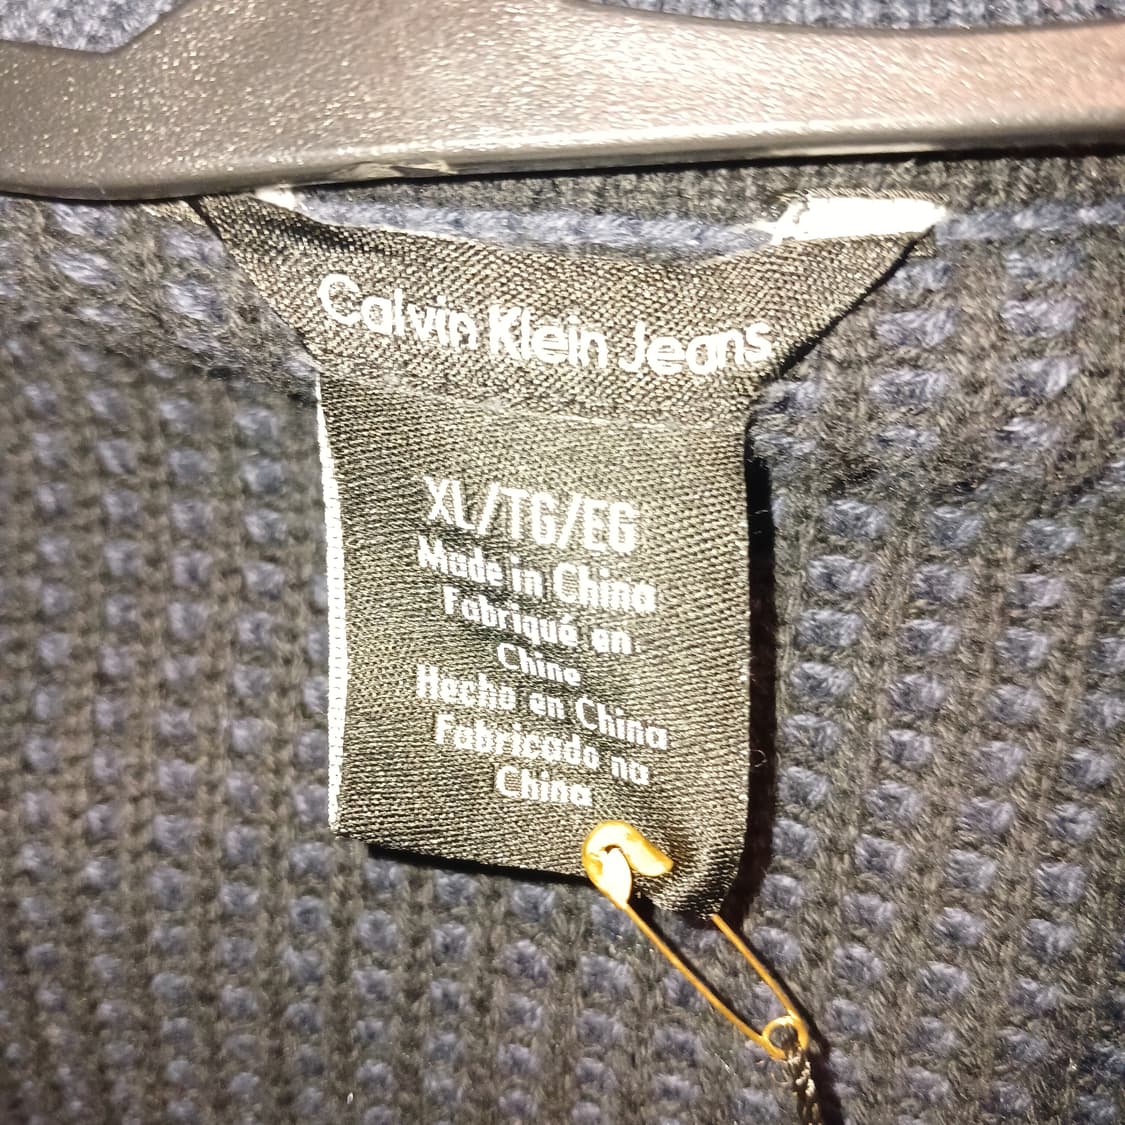 Calvin Klein Jeans
XL/TG/EG
Made in China
Fabriqué en
Chine
Hecho en China
Fabricado na
China